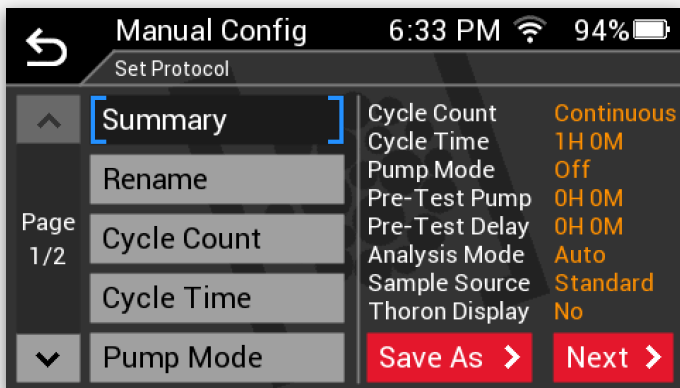 Manual Config 6:33 PM 94%
Set Protocol
Summary
Rename
Page
1/2
Cycle Count
Cycle Time
Pump Mode
Cycle Count Continuous
Cycle Time 1H 0M
Pump Mode Off
Pre-Test Pump 0H 0M
Pre-Test Delay 0H 0M
Analysis Mode Auto
Sample Source Standard
Thoron Display No
Save As Next